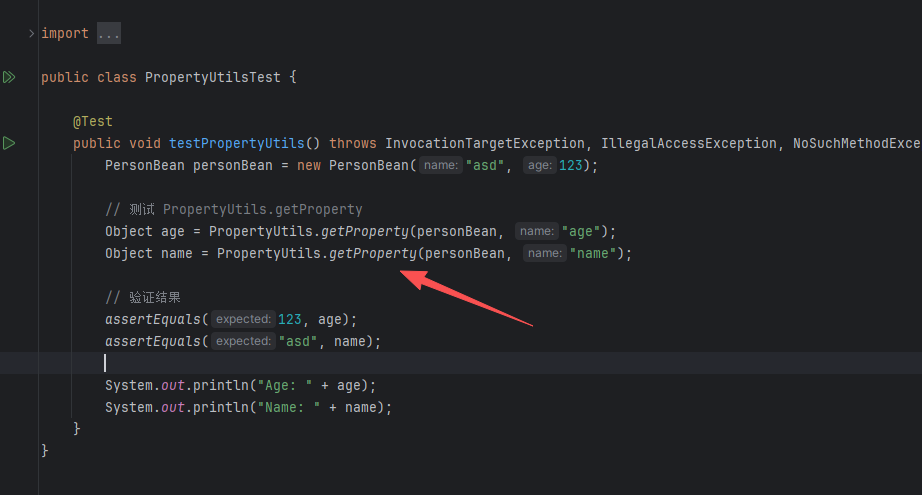 import ...
public class PropertyUtilsTest {
@Test
public void testPropertyUtils() throws InvocationTargetException, IllegalAccessException, NoSuchMethodExce
PersonBean personBean = new PersonBean( name: "asd", age: 123);
// 测试 PropertyUtils.getProperty
Object age = PropertyUtils.getProperty(personBean, name: "age");
Object name = PropertyUtils.getProperty(personBean, name: "name");
// 验证结果
assertEquals( expected: 123, age);
assertEquals( expected: "asd", name);
System.out.println("Age: " + age);
System.out.println("Name: " + name);
}
}